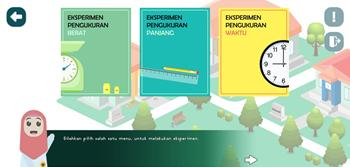 EKSPERIMEN
PENGUKURAN
BERAT
EKSPERIMEN
PENGUKURAN
PANJANG
EKSPERIMEN
PENGUKURAN
WAKTU
Silahkan pilih salah satu menu, untuk melakukan eksperimen.